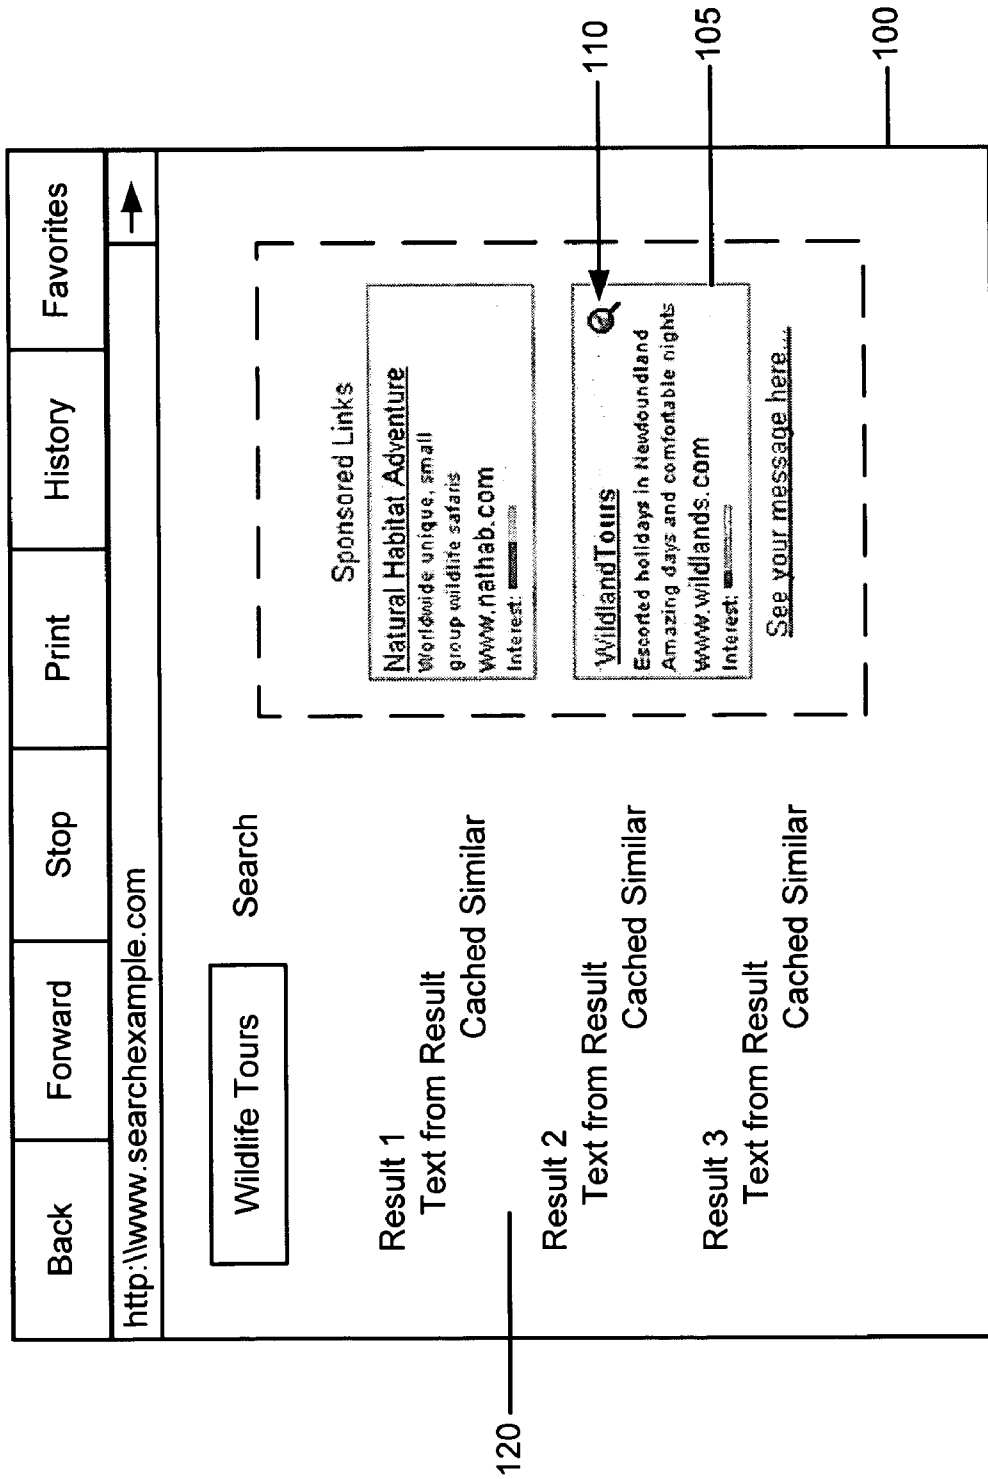 Back Forward Stop Print History Favorites
http:\\www.searchexample.com
Wildlife Tours Search
Result 1
Text from Result
Cached Similar
Result 2
Text from Result
Cached Similar
Result 3
Text from Result
Cached Similar
Sponsored Links
Natural Habitat Adventure
Worldwide unique, small
group wildlife safaris
www.nathab.com
Interest:
WildlandTours
Escorted holidays in Newfoundland
Amazing days and comfortable nights
www.wildlands.com
Interest:
See your message here...
110
105
100
120